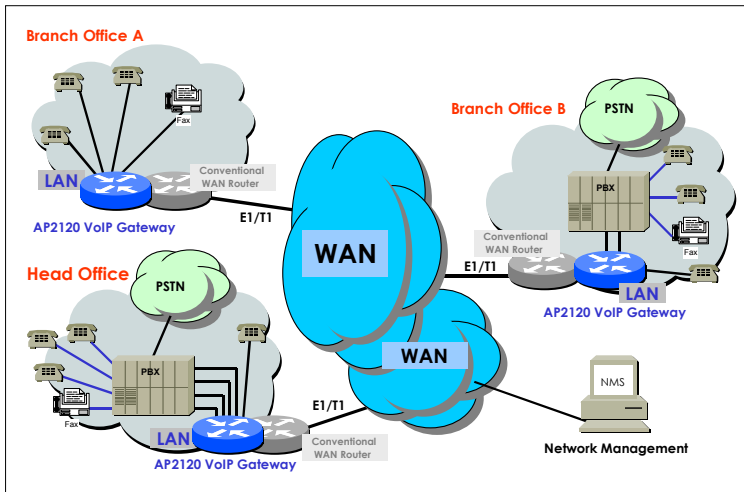 Branch Office A
Fax
LAN
Conventional
WAN Router
AP2120 VoIP Gateway
E1/T1
WAN
Branch Office B
PSTN
PBX
Fax
Conventional
WAN Router
E1/T1
LAN
AP2120 VoIP Gateway
Head Office
PSTN
PBX
Fax
LAN
E1/T1
Conventional
WAN Router
AP2120 VoIP Gateway
WAN
NMS
Network Management